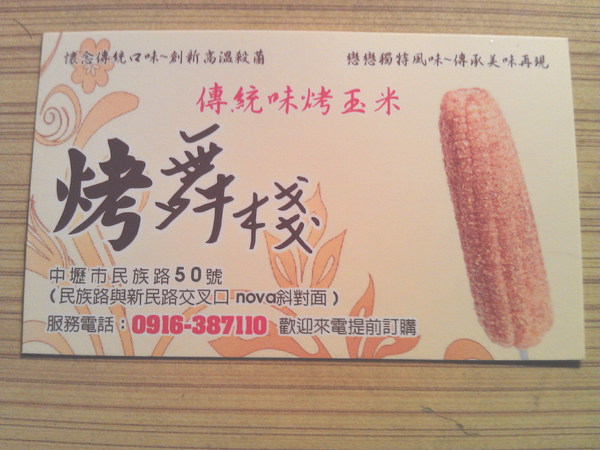 懷念傳統口味~創新高溫殺菌
戀戀獨特風味~傳承美味再現
傳統味烤玉米
烤舞棧
中壢市民族路50號
(民族路與新民路交叉口 nova斜對面)
服務電話:0916-387110 歡迎來電提前訂購